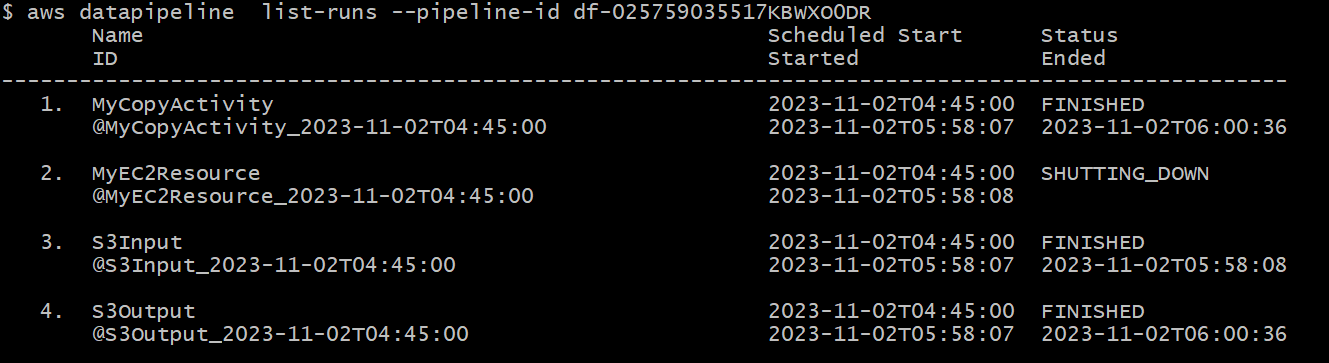 $ aws datapipeline  list-runs --pipeline-id df-025759035517KBWXO0DR
       Name                                                Scheduled Start      Status
       ID                                                  Started              Ended
---------------------------------------------------------------------------------------------------
   1.  MyCopyActivity                                      2023-11-02T04:45:00  FINISHED
       @MyCopyActivity_2023-11-02T04:45:00                 2023-11-02T05:58:07  2023-11-02T06:00:36
   2.  MyEC2Resource                                       2023-11-02T04:45:00  SHUTTING_DOWN
       @MyEC2Resource_2023-11-02T04:45:00                  2023-11-02T05:58:08
   3.  S3Input                                             2023-11-02T04:45:00  FINISHED
       @S3Input_2023-11-02T04:45:00                        2023-11-02T05:58:07  2023-11-02T05:58:08
   4.  S3Output                                            2023-11-02T04:45:00  FINISHED
       @S3Output_2023-11-02T04:45:00                       2023-11-02T05:58:07  2023-11-02T06:00:36